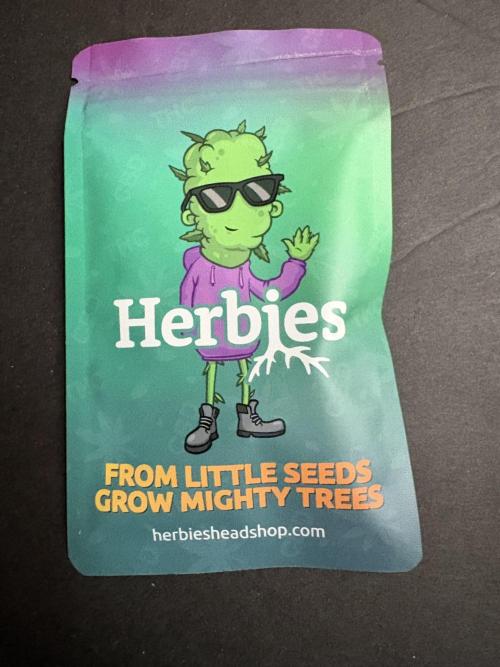 Herbies
FROM LITTLE SEEDS
GROW MIGHTY TREES
herbiesheadshop.com